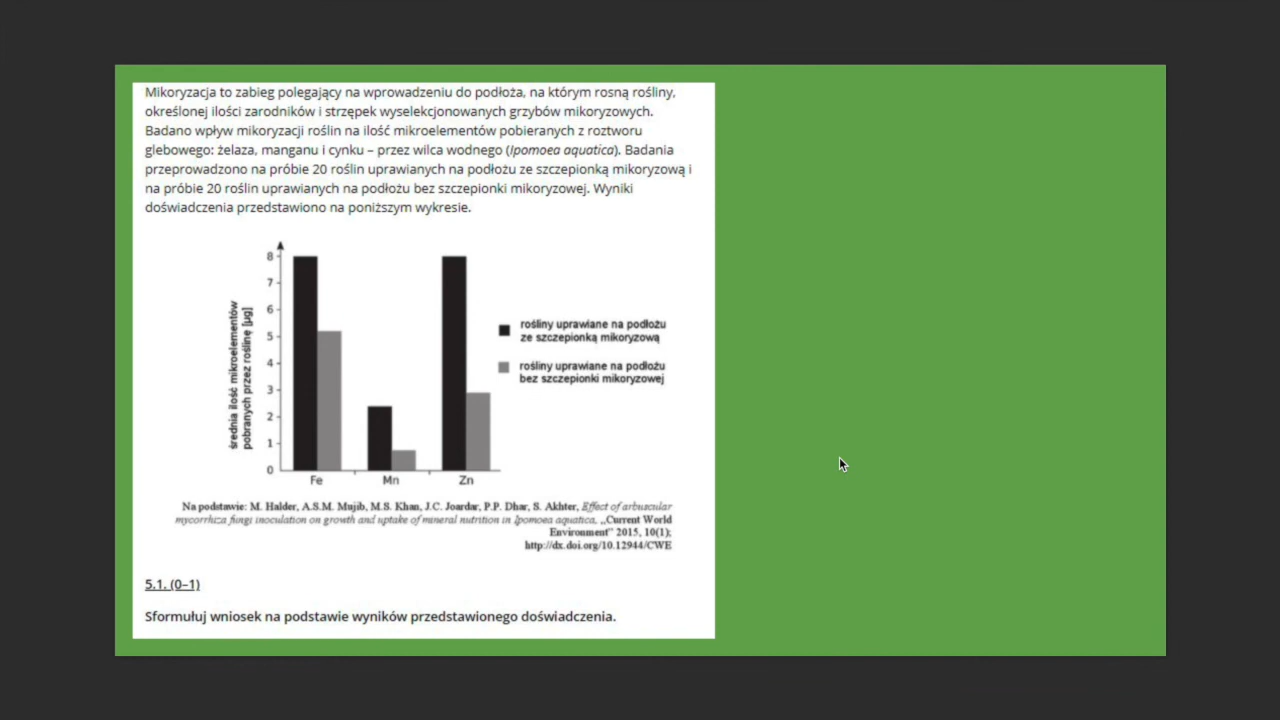 Mikoryzacja to zabieg polegający na wprowadzeniu do podłoża, na którym rosną rośliny,
określonej ilości zarodników i strzępek wyselekcjonowanych grzybów mikoryzowych.
Badano wpływ mikoryzacji roślin na ilość mikroelementów pobieranych z roztworu
glebowego: żelaza, manganu i cynku – przez wilca wodnego (Ipomoea aquatica). Badania
przeprowadzono na próbie 20 roślin uprawianych na podłożu ze szczepionką mikoryzową i
na próbie 20 roślin uprawianych na podłożu bez szczepionki mikoryzowej. Wyniki
doświadczenia przedstawiono na poniższym wykresie.
średnia ilość mikroelementów
pobranych przez roślinę [µg]
8
7
6
5
4
3
2
1
0
Fe
Mn
Zn
rośliny uprawiane na podłożu
ze szczepionką mikoryzową
rośliny uprawiane na podłożu
bez szczepionki mikoryzowej
Na podstawie: M. Halder, A.S.M. Mujib, M.S. Khan, J.C. Joardar, P.P. Dhar, S. Akhter, Effect of arbuscular
mycorrhiza fungi inoculation on growth and uptake of mineral nutrition in Ipomoea aquatica, „Current World
Environment” 2015, 10(1);
http://dx.doi.org/10.12944/CWE
5.1. (0–1)
Sformułuj wniosek na podstawie wyników przedstawionego doświadczenia.